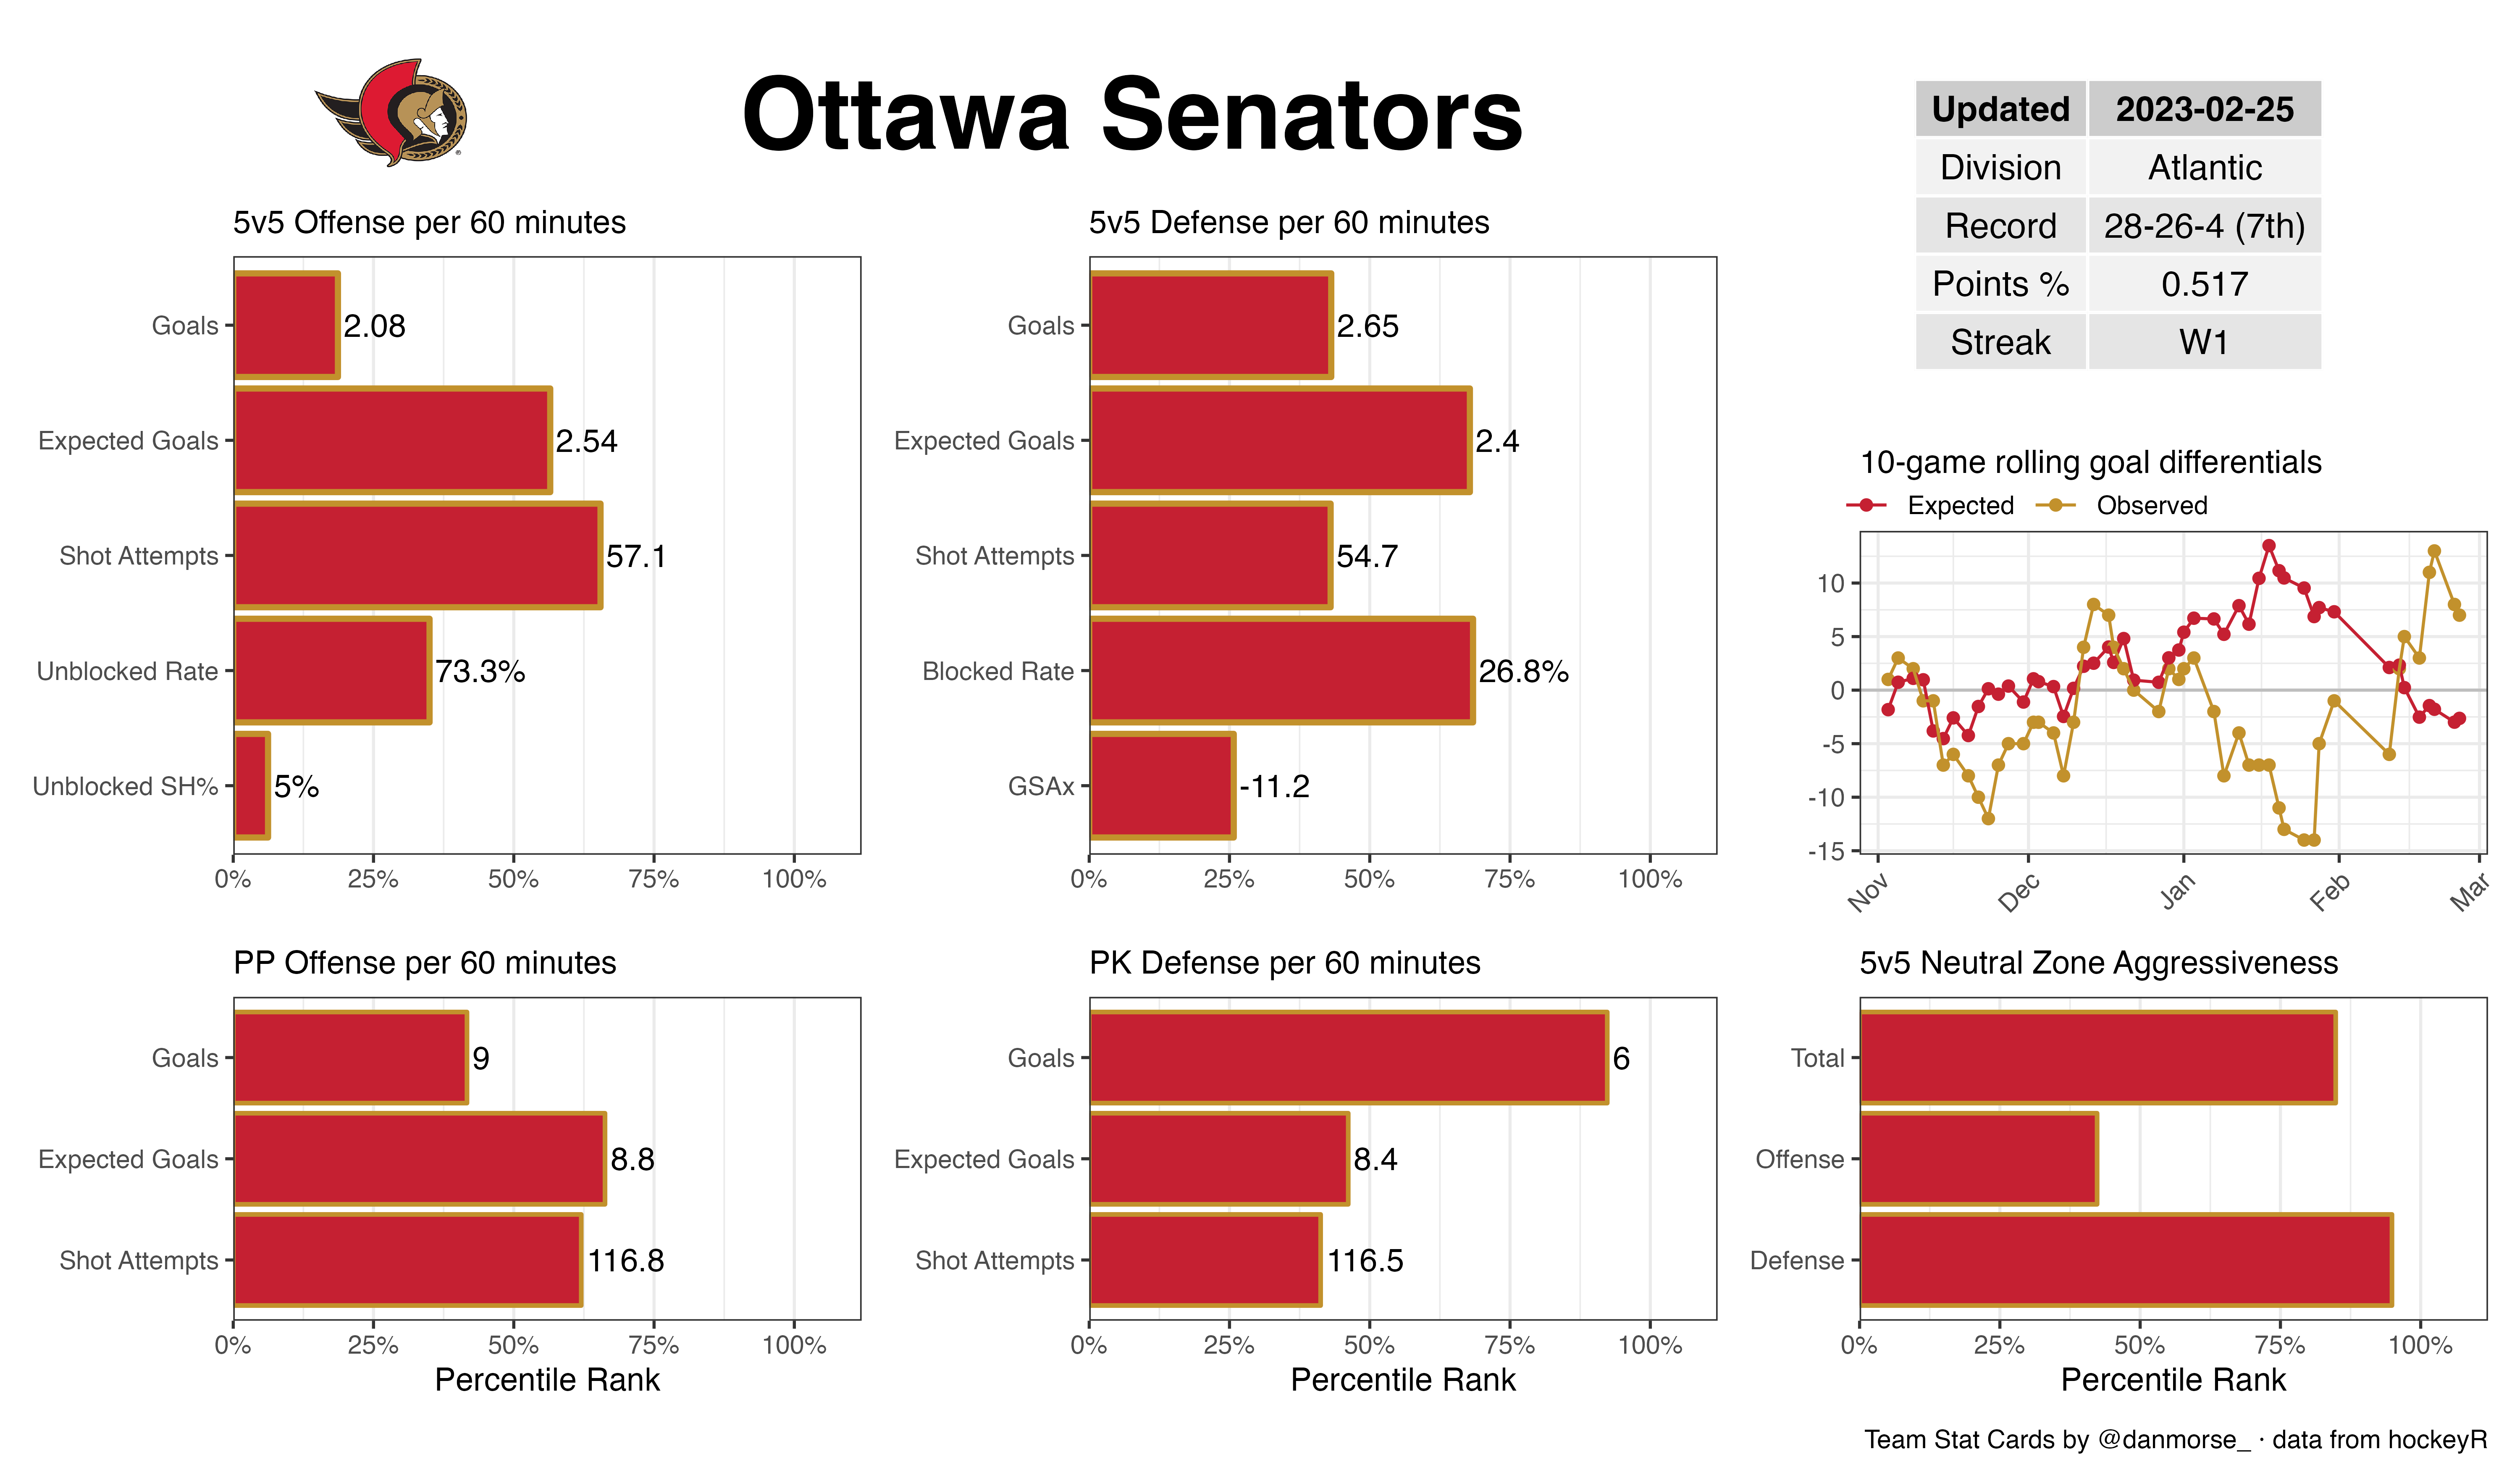 Ottawa Senators
Updated 2023-02-25
Division Atlantic
Record 28-26-4 (7th)
Points % 0.517
Streak W1
5v5 Offense per 60 minutes
Goals 2.08
Expected Goals 2.54
Shot Attempts 57.1
Unblocked Rate 73.3%
Unblocked SH% 5%
0% 25% 50% 75% 100%
5v5 Defense per 60 minutes
Goals 2.65
Expected Goals 2.4
Shot Attempts 54.7
Blocked Rate 26.8%
GSAx -11.2
0% 25% 50% 75% 100%
10-game rolling goal differentials
Expected Observed
10
5
0
-5
-10
-15
Nov Dec Jan Feb Mar
PP Offense per 60 minutes
Goals 9
Expected Goals 8.8
Shot Attempts 116.8
0% 25% 50% 75% 100%
Percentile Rank
PK Defense per 60 minutes
Goals 6
Expected Goals 8.4
Shot Attempts 116.5
0% 25% 50% 75% 100%
Percentile Rank
5v5 Neutral Zone Aggressiveness
Total
Offense
Defense
0% 25% 50% 75% 100%
Percentile Rank
Team Stat Cards by @danmorse_ · data from hockeyR